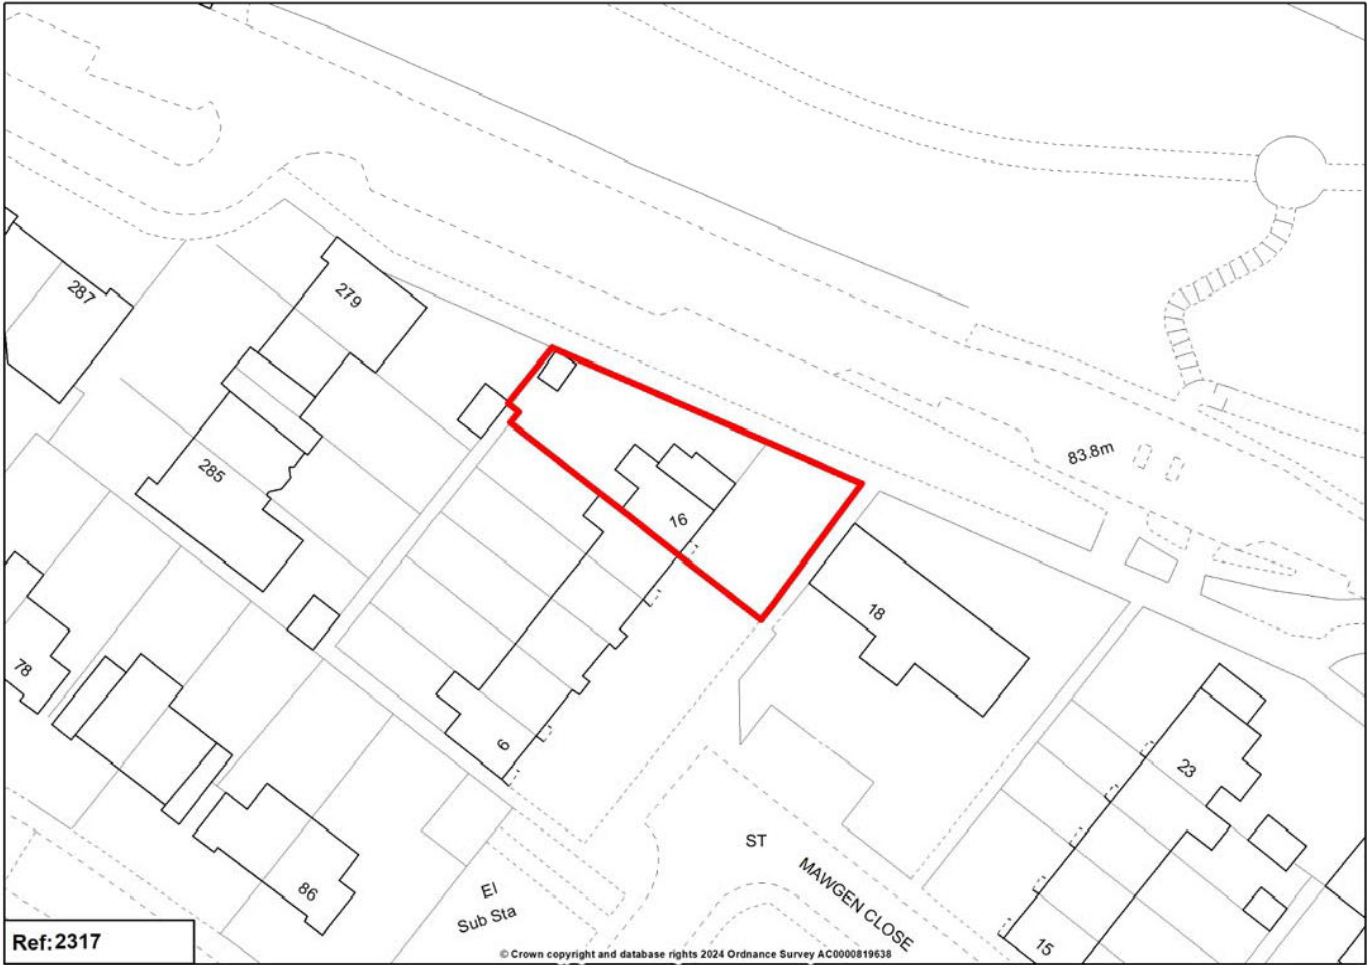 287
279
285
83.8m
16
18
78
6
23
86
ST
MAWGEN CLOSE
El
Sub Sta
15
Ref:2317
© Crown copyright and database rights 2024 Ordnance Survey AC0000819638